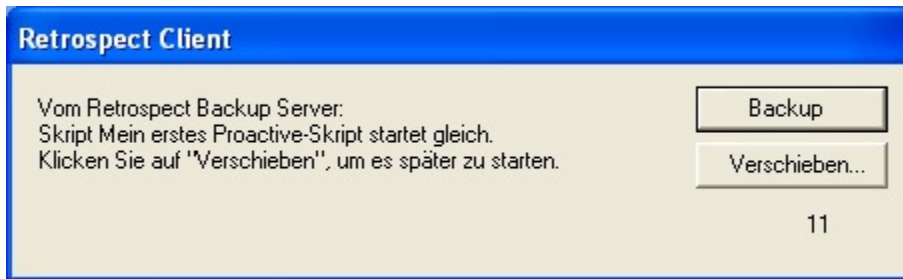 Retrospect Client
Vom Retrospect Backup Server:
Skript Mein erstes Proactive-Skript startet gleich.
Klicken Sie auf "Verschieben", um es später zu starten.
Backup
Verschieben...
11